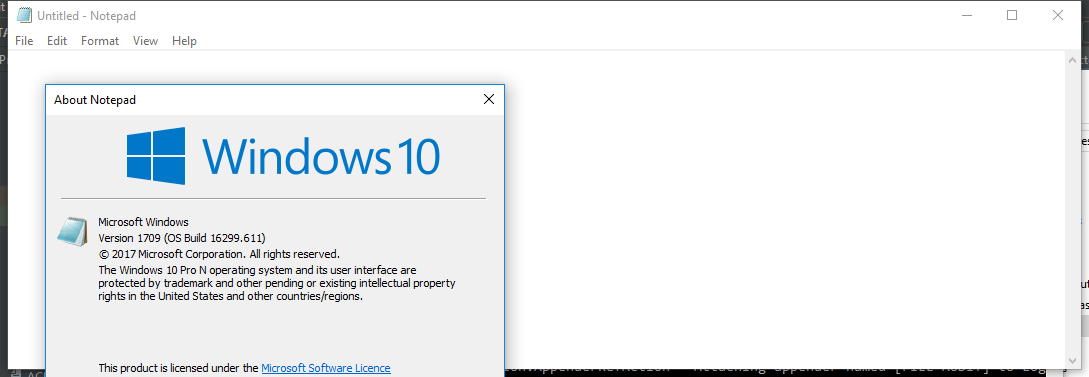 Untitled - Notepad
File Edit Format View Help
About Notepad
Windows 10
Microsoft Windows
Version 1709 (OS Build 16299.611)
© 2017 Microsoft Corporation. All rights reserved.
The Windows 10 Pro N operating system and its user interface are
protected by trademark and other pending or existing intellectual property
rights in the United States and other countries/regions.
This product is licensed under the Microsoft Software Licence